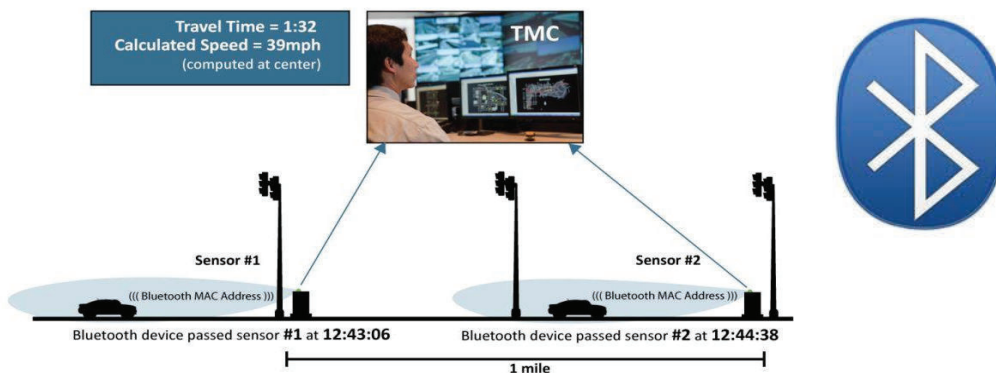 Travel Time = 1:32
Calculated Speed = 39mph
(computed at center)
TMC
Sensor #1
Sensor #2
((( Bluetooth MAC Address )))
((( Bluetooth MAC Address )))
Bluetooth device passed sensor #1 at 12:43:06
Bluetooth device passed sensor #2 at 12:44:38
1 mile